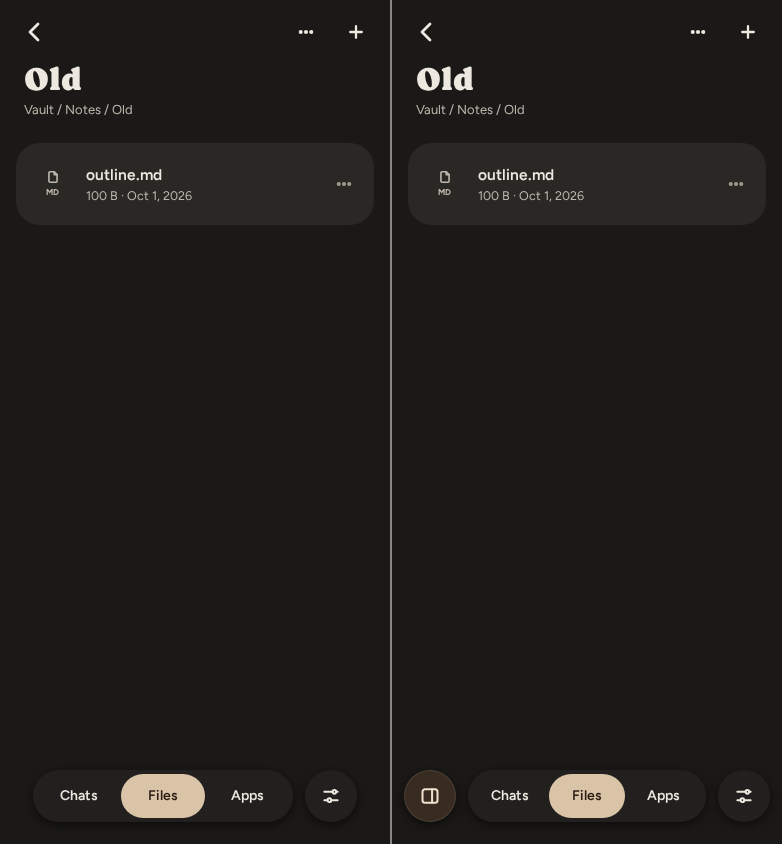 Old
Vault / Notes / Old
MD
outline.md
100 B · Oct 1, 2026
Chats
Files
Apps
Old
Vault / Notes / Old
MD
outline.md
100 B · Oct 1, 2026
Chats
Files
Apps